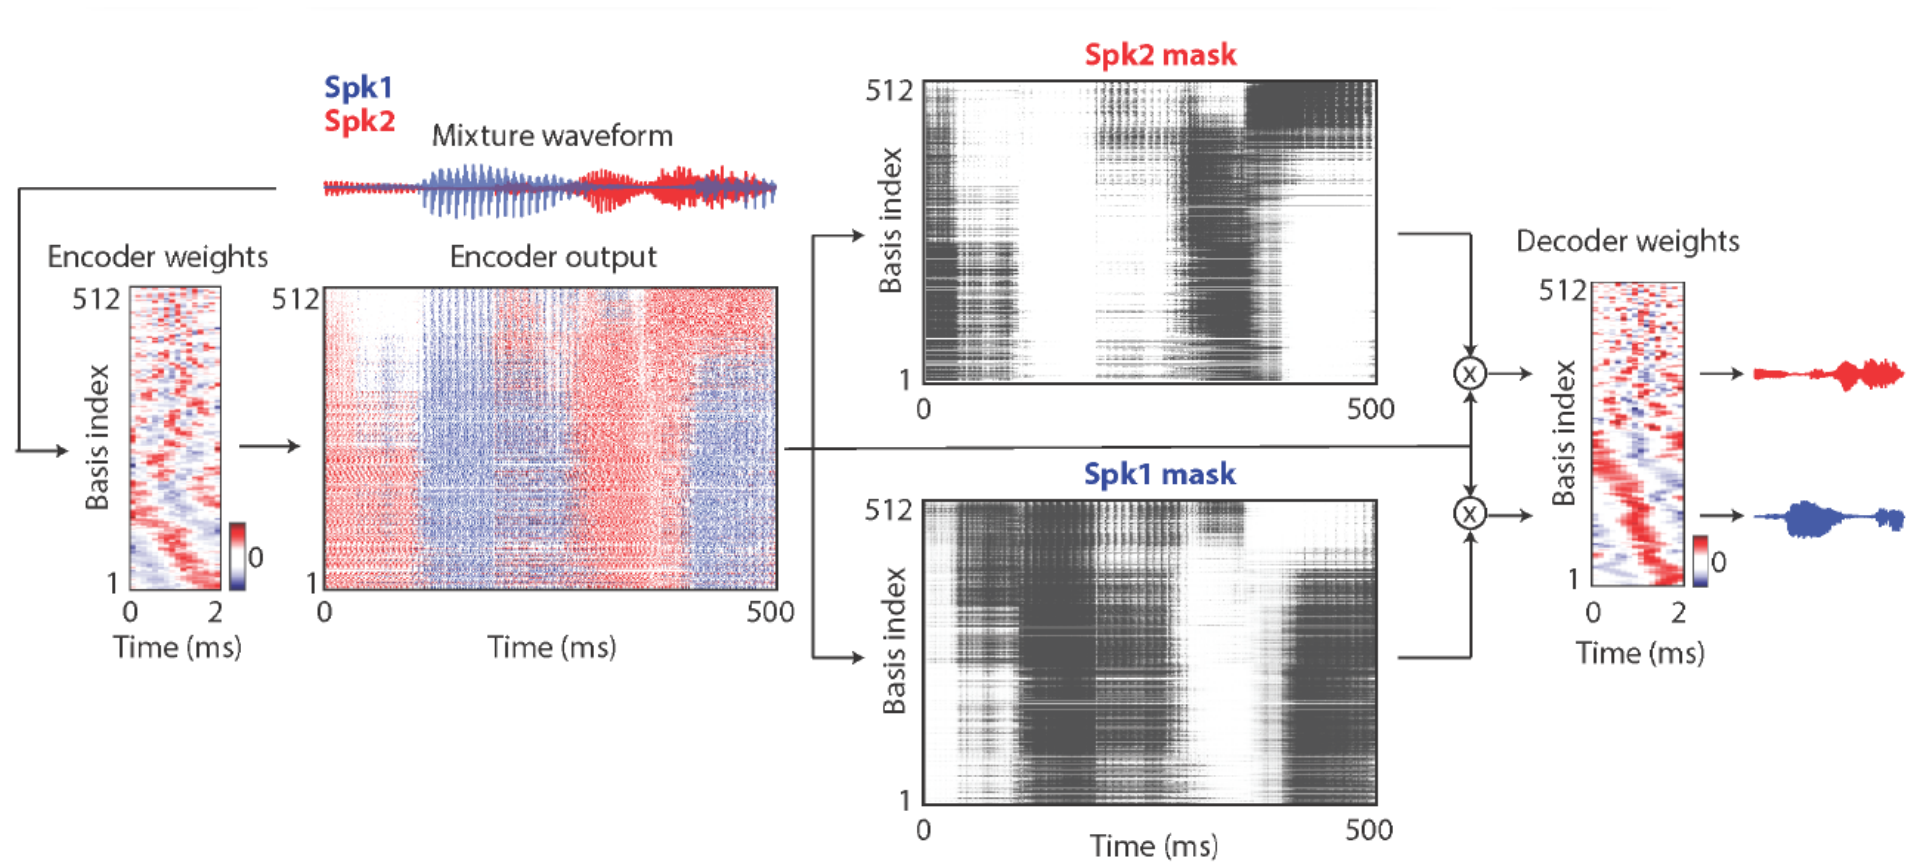 Spk1
Spk2
Mixture waveform
Encoder weights
512
1
Basis index
0
2
Time (ms)
0
Encoder output
512
1
0
500
Time (ms)
Spk2 mask
512
1
Basis index
0
500
Spk1 mask
512
1
Basis index
0
500
Time (ms)
x
x
Decoder weights
512
1
Basis index
0
2
Time (ms)
0